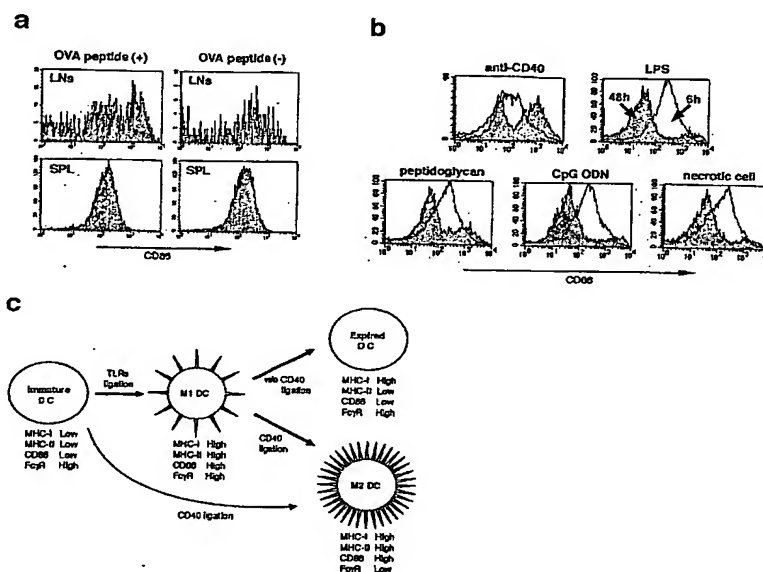 a
OVA peptide (+)
OVA peptide (-)
LNs
LNs
SPL
SPL
CD86
b
anti-CD40
LPS
48h
6h
peptidoglycan
CpG ODN
necrotic cell
CD86
c
Immature
DC
MHC-I Low
MHC-II Low
CD86 Low
FcγR High
TLRs
ligation
M1 DC
MHC-I High
MHC-II High
CD86 High
FcγR High
w/o CD40
ligation
Expired
DC
MHC-I High
MHC-II Low
CD86 Low
FcγR High
CD40
ligation
CD40 ligation
M2 DC
MHC-I High
MHC-II High
CD86 High
FcγR Low